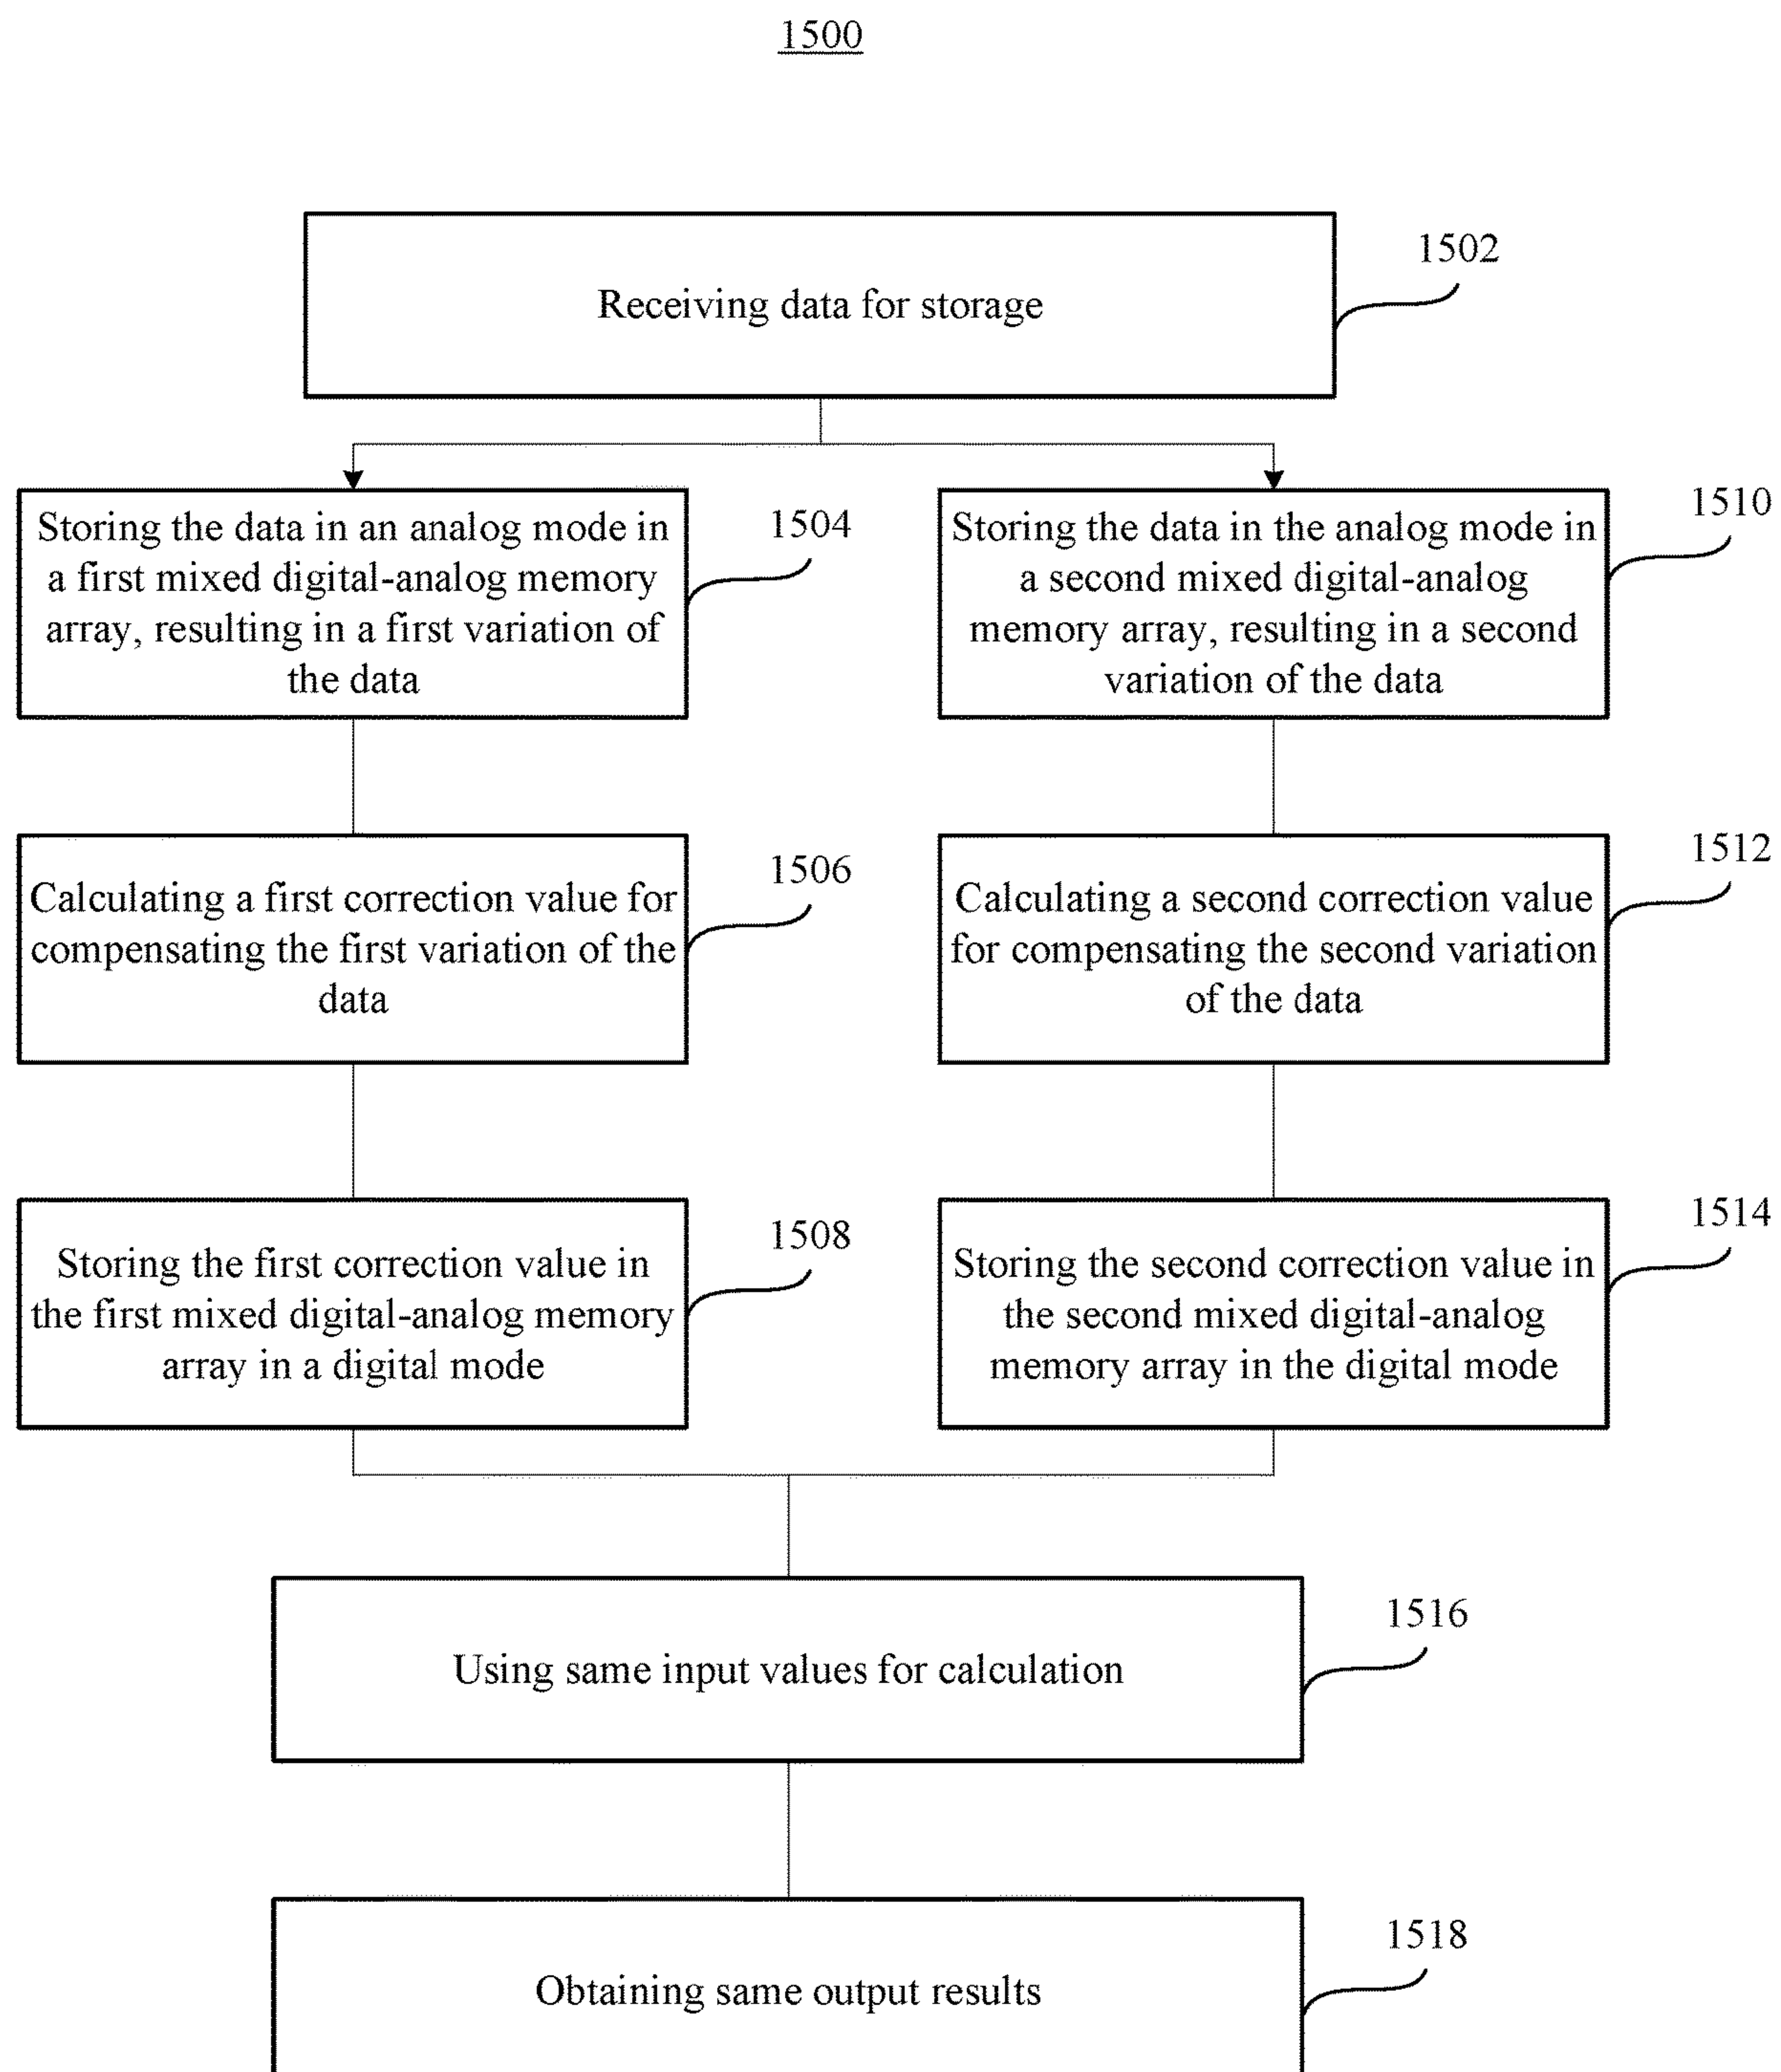 1500
Receiving data for storage
1502
Storing the data in an analog mode in
a first mixed digital-analog memory
array, resulting in a first variation of
the data
1504
Storing the data in the analog mode in
a second mixed digital-analog
memory array, resulting in a second
variation of the data
1510
Calculating a first correction value for
compensating the first variation of the
data
1506
Calculating a second correction value
for compensating the second variation
of the data
1512
Storing the first correction value in
the first mixed digital-analog memory
array in a digital mode
1508
Storing the second correction value in
the second mixed digital-analog
memory array in the digital mode
1514
Using same input values for calculation
1516
Obtaining same output results
1518